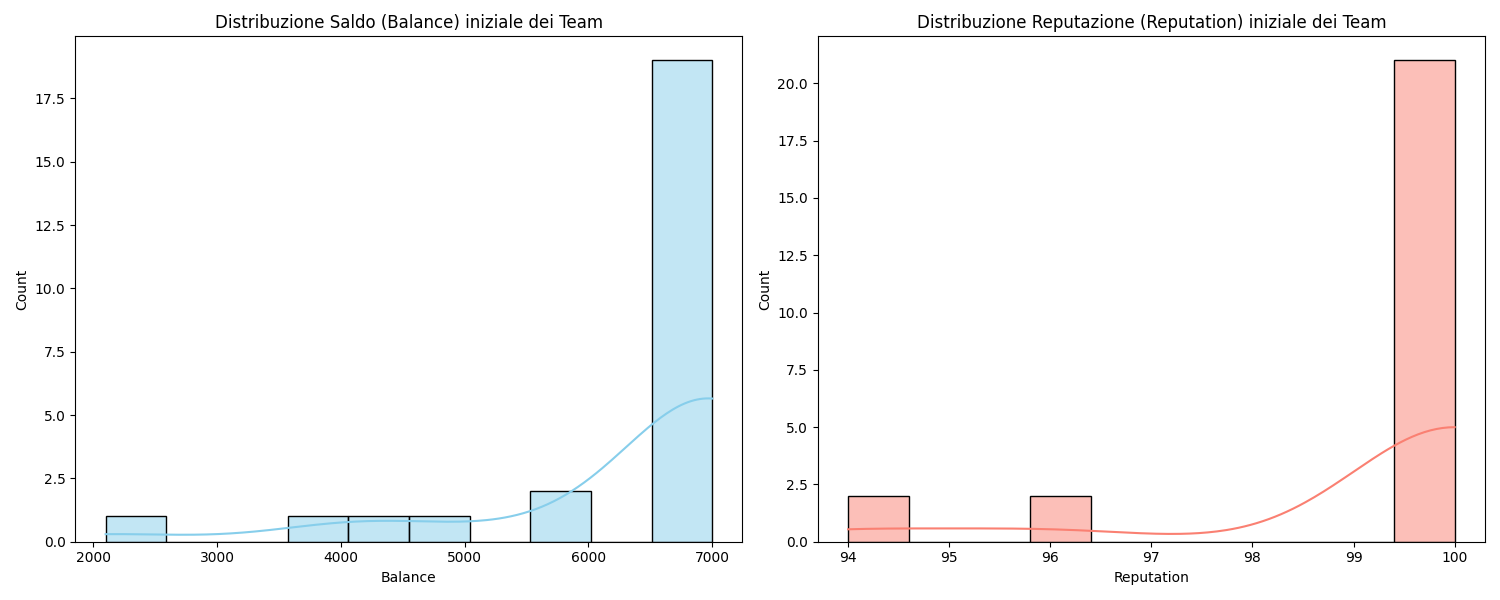 Distribuzione Saldo (Balance) iniziale dei Team
17.5
15.0
12.5
10.0
7.5
5.0
2.5
0.0
Count
2000 3000 4000 5000 6000 7000
Balance
Distribuzione Reputazione (Reputation) iniziale dei Team
20.0
17.5
15.0
12.5
10.0
7.5
5.0
2.5
0.0
Count
94 95 96 97 98 99 100
Reputation